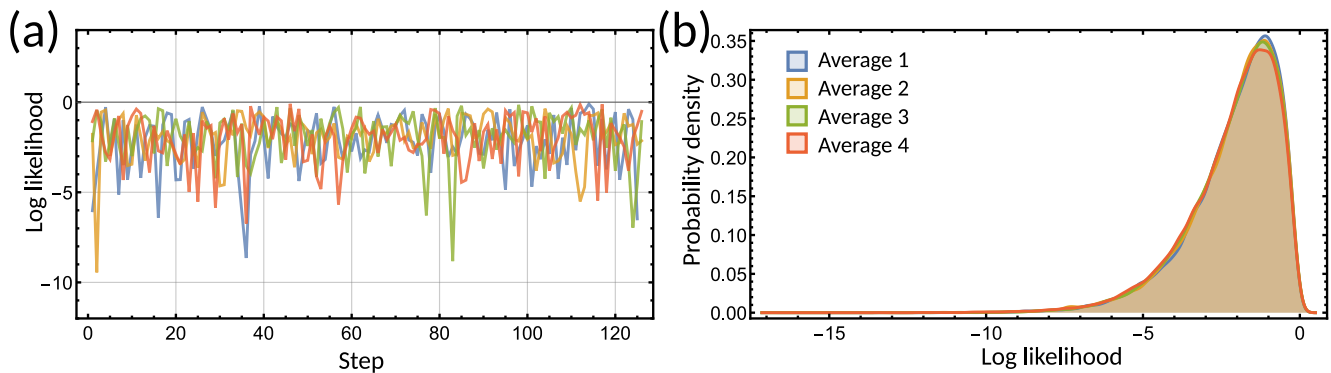 (a)
Log likelihood
0
−5
−10
0 20 40 60 80 100 120
Step
(b)
Probability density
0.35
0.30
0.25
0.20
0.15
0.10
0.05
0.00
Average 1
Average 2
Average 3
Average 4
−15 −10 −5 0
Log likelihood